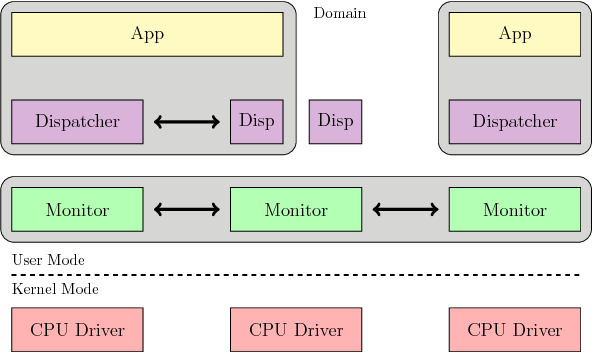 Domain
App
App
Dispatcher
Disp
Disp
Dispatcher
Monitor
Monitor
Monitor
User Mode
Kernel Mode
CPU Driver
CPU Driver
CPU Driver